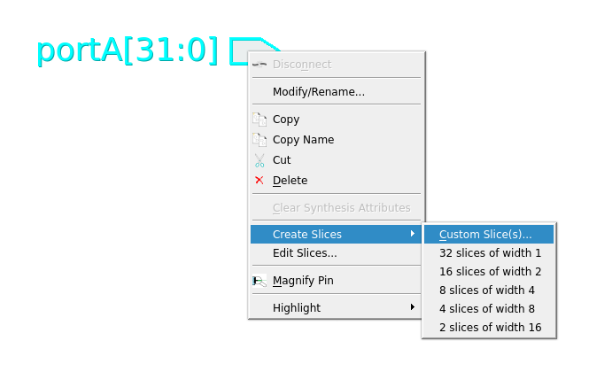 portA[31:0]
Disconnect
Modify/Rename...
Copy
Copy Name
Cut
Delete
Clear Synthesis Attributes
Create Slices
Edit Slices...
Magnify Pin
Highlight
Custom Slice(s)...
32 slices of width 1
16 slices of width 2
8 slices of width 4
4 slices of width 8
2 slices of width 16